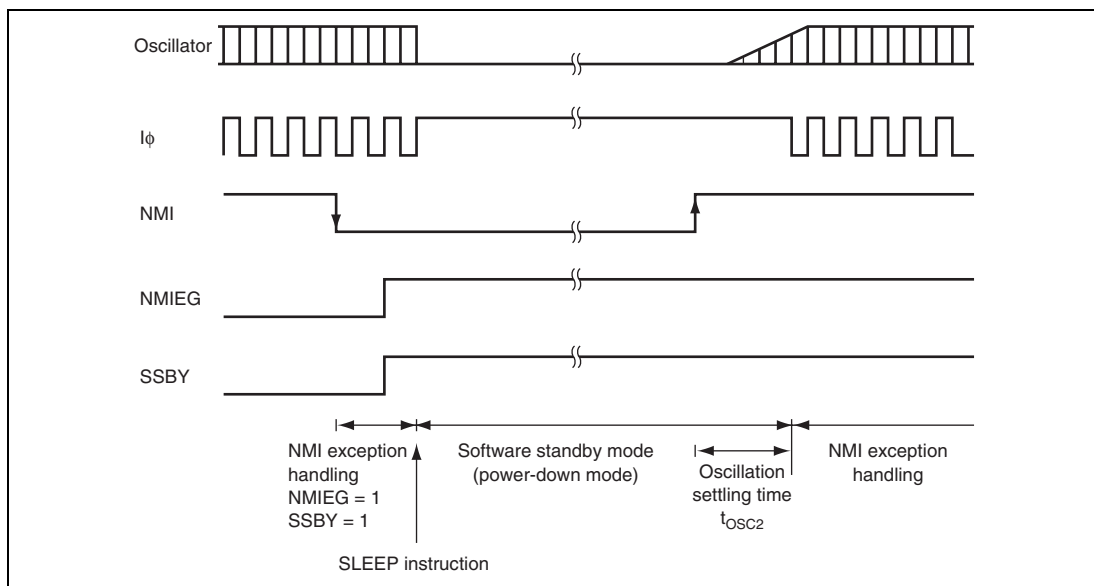 Oscillator
Iϕ
NMI
NMIEG
SSBY
NMI exception
handling
NMIEG = 1
SSBY = 1
Software standby mode
(power-down mode)
Oscillation
settling time
tOSC2
NMI exception
handling
SLEEP instruction